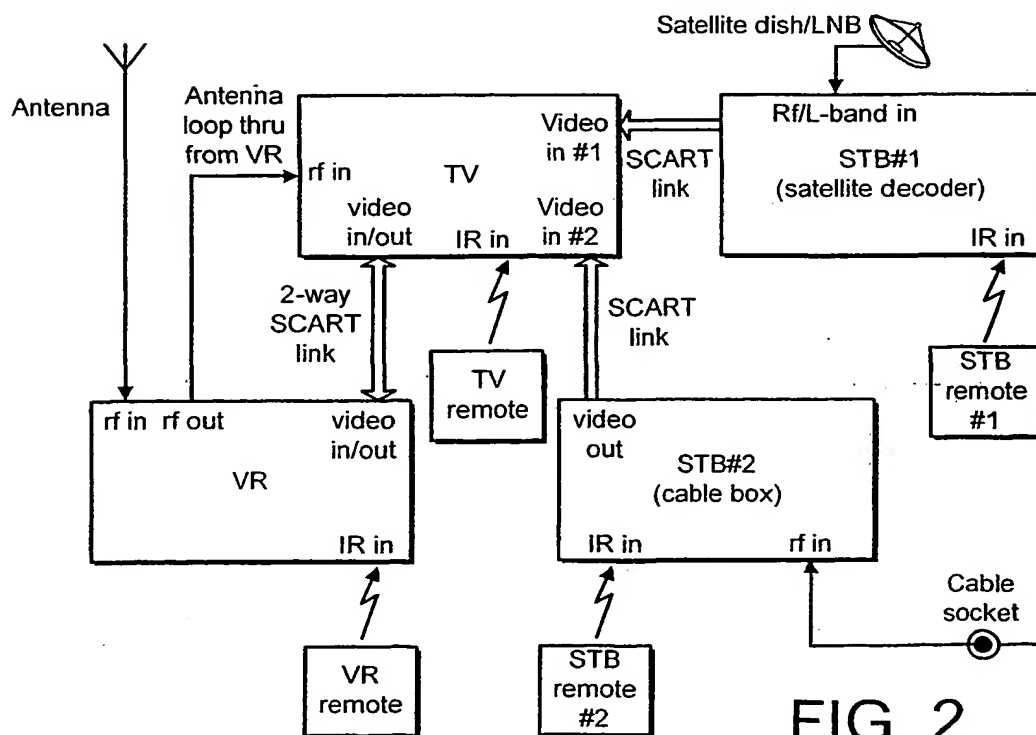 Satellite dish/LNB
Antenna
Antenna
loop thru
from VR
rf in
TV
Video
in #1
video
in/out
IR in
Video
in #2
SCART
link
Rf/L-band in
STB#1
(satellite decoder)
IR in
2-way
SCART
link
TV
remote
SCART
link
STB
remote
#1
rf in
rf out
video
in/out
VR
IR in
video
out
STB#2
(cable box)
IR in
rf in
Cable
socket
VR
remote
STB
remote
#2
FIG. 2